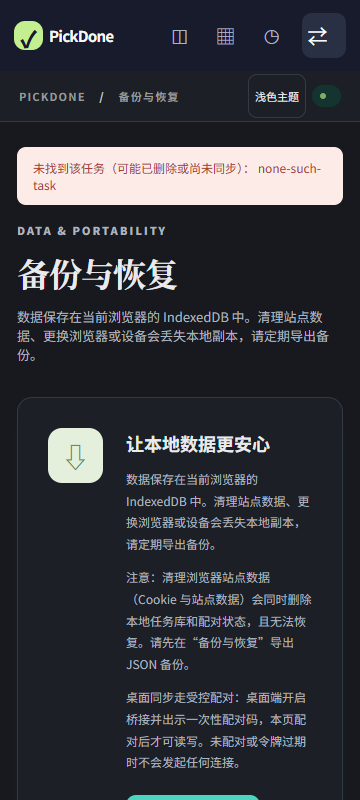 PickDone
PICKDONE / 备份与恢复
浅色主题
未找到该任务（可能已删除或尚未同步）： none-such-
task
DATA & PORTABILITY
备份与恢复
数据保存在当前浏览器的 IndexedDB 中。清理站点数
据、更换浏览器或设备会丢失本地副本，请定期导出备
份。
让本地数据更安心
数据保存在当前浏览器的
IndexedDB 中。清理站点数据、更
换浏览器或设备会丢失本地副本，
请定期导出备份。
注意：清理浏览器站点数据
（Cookie 与站点数据）会同时删除
本地任务库和配对状态，且无法恢
复。请先在“备份与恢复”导出
JSON 备份。
桌面同步走受控配对：桌面端开启
桥接并出示一次性配对码，本页配
对后才可读写。未配对或令牌过期
时不会发起任何连接。